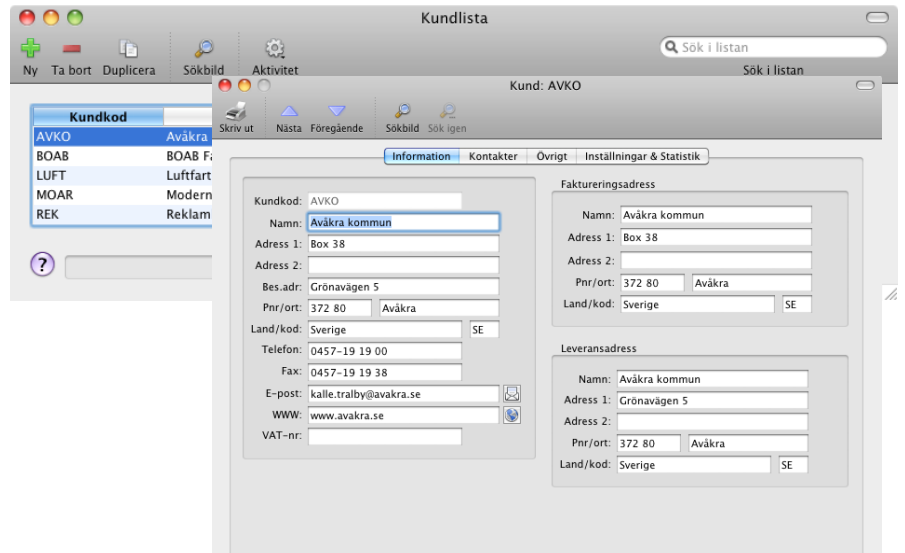 Kundlista
Ny Ta bort Duplicera Sökbild Aktivitet
Sök i listan
Sök i listan
Kundkod
AVKO Avåkra
BOAB BOAB
LUFT Luftfart
MOAR Modern
REK Reklam
?
Kund: AVKO
Skriv ut Nästa Föregående Sökbild Sök igen
Information Kontakter Övrigt Inställningar & Statistik
Kundkod: AVKO
Namn: Avåkra kommun
Adress 1: Box 38
Adress 2:
Bes.adr: Grönavägen 5
Pnr/ort: 372 80 Avåkra
Land/kod: Sverige SE
Telefon: 0457-19 19 00
Fax: 0457-19 19 38
E-post: kalle.tralby@avakra.se
WWW: www.avakra.se
VAT-nr:
Faktureringsadress
Namn: Avåkra kommun
Adress 1: Box 38
Adress 2:
Pnr/ort: 372 80 Avåkra
Land/kod: Sverige SE
Leveransadress
Namn: Avåkra kommun
Adress 1: Grönavägen 5
Adress 2:
Pnr/ort: 372 80 Avåkra
Land/kod: Sverige SE